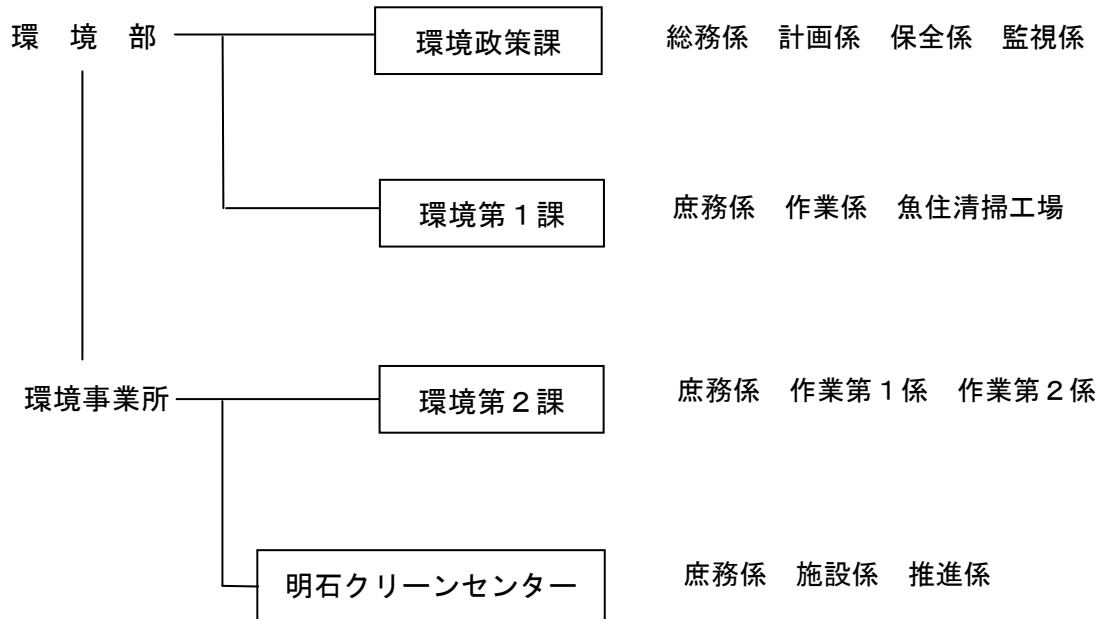 環　境　部　環境政策課　総務係　計画係　保全係　監視係
環境第１課　庶務係　作業係　魚住清掃工場
環境事業所　環境第２課　庶務係　作業第１係　作業第２係
明石クリーンセンター　庶務係　施設係　推進係